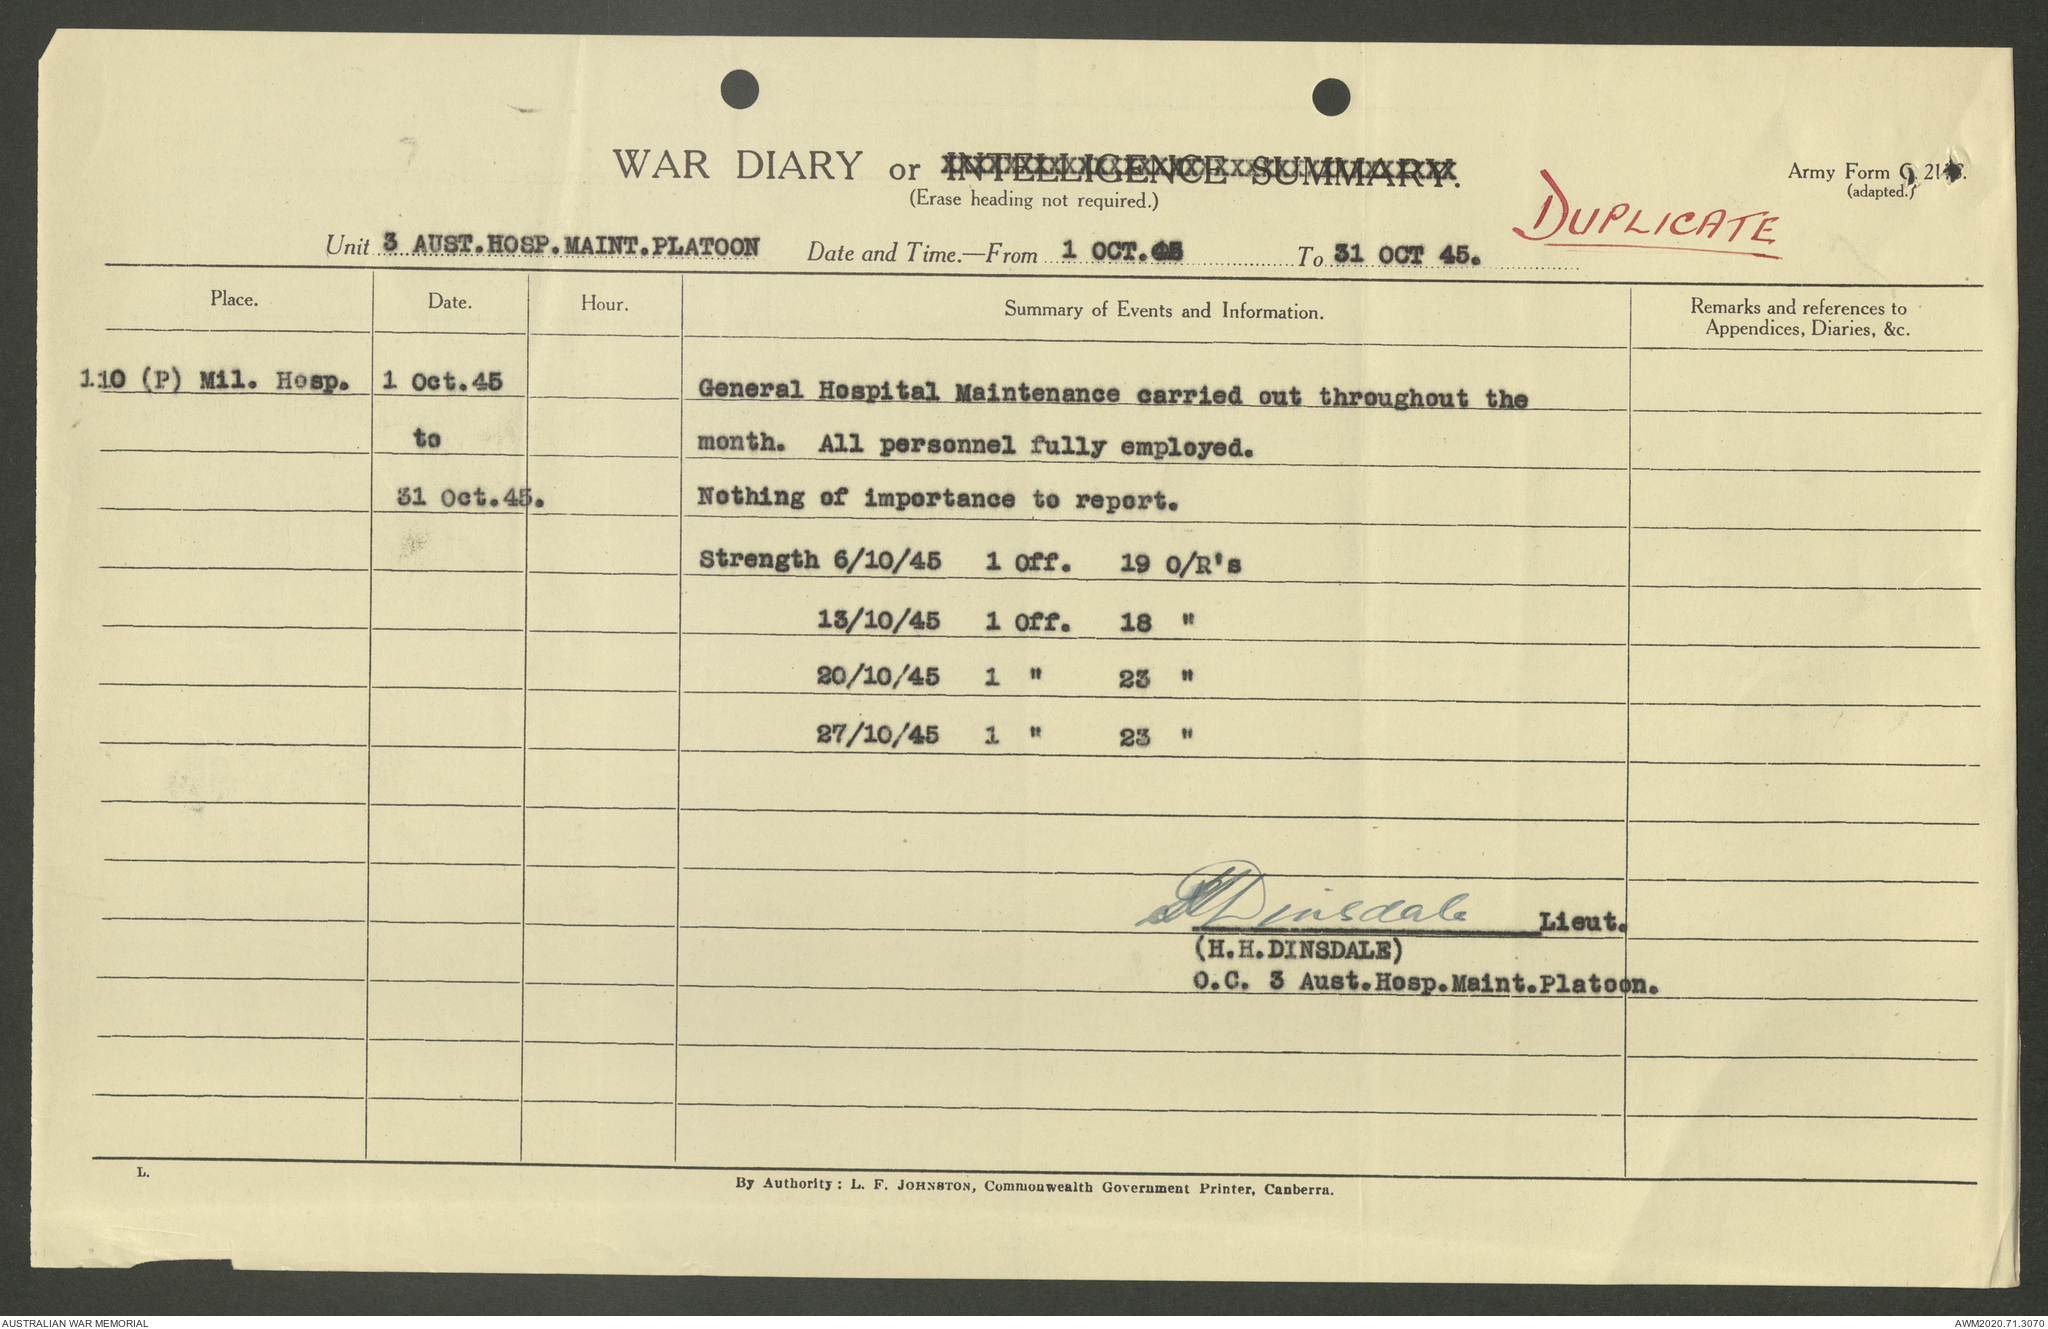 WAR DIARY or INTELLIGENCE SUMMARY.
(Erase heading not required.)
Army Form C. 2118.
(adapted.)
DUPLICATE
Unit 3 AUST.HOSP.MAINT.PLATOON Date and Time.—From 1 OCT.45 To 31 OCT 45.
Place. Date. Hour. Summary of Events and Information. Remarks and references to
Appendices, Diaries, &c.
110 (P) Mil. Hosp. 1 Oct.45 General Hospital Maintenance carried out throughout the
to month. All personnel fully employed.
31 Oct.45. Nothing of importance to report.
Strength 6/10/45 1 Off. 19 O/R's
13/10/45 1 Off. 18 "
20/10/45 1 " 23 "
27/10/45 1 " 23 "
Dinsdale Lieut.
(H.H.DINSDALE)
O.C. 3 Aust.Hosp.Maint.Platoon.
L.
By Authority: L. F. JOHNSTON, Commonwealth Government Printer, Canberra.
AUSTRALIAN WAR MEMORIAL AWM2020.71.3070